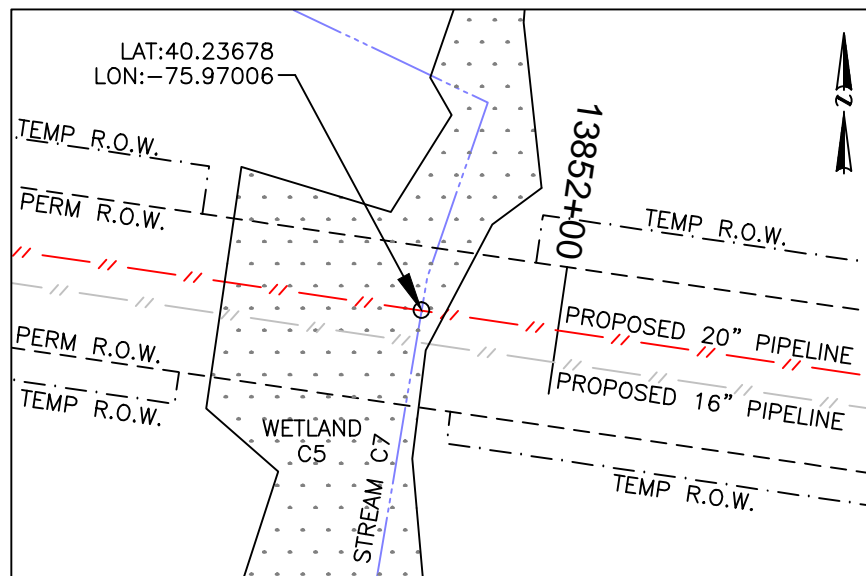 LAT:40.23678
LON:-75.97006
N
TEMP R.O.W.
PERM R.O.W.
13852+00
TEMP R.O.W.
PROPOSED 20" PIPELINE
PERM R.O.W.
PROPOSED 16" PIPELINE
TEMP R.O.W.
WETLAND
C5
STREAM C7
TEMP R.O.W.